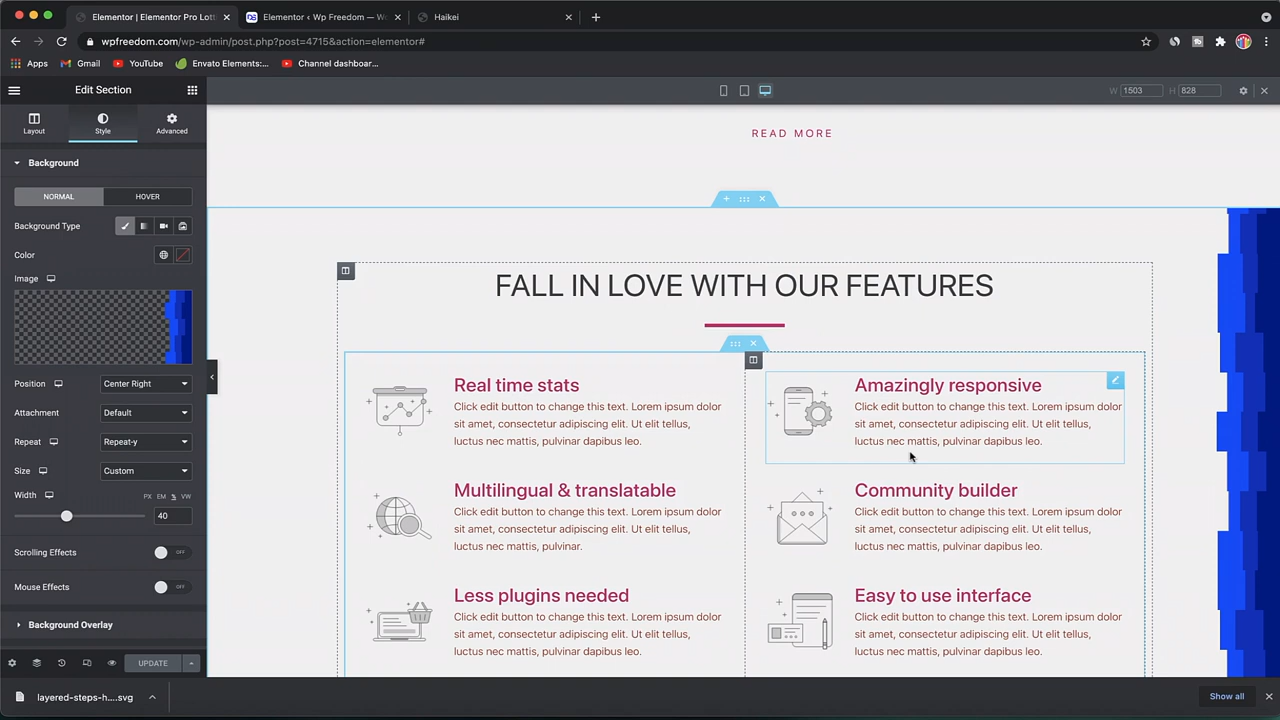 Elementor | Elementor Pro Lott
Elementor ‹ Wp Freedom — W
Haikei
wpfreedom.com/wp-admin/post.php?post=4715&action=elementor#
Apps
Gmail
YouTube
Envato Elements:...
Channel dashboar...
Edit Section
W 1503
H 828
Layout
Style
Advanced
READ MORE
Background
NORMAL
HOVER
Background Type
Color
Image
Position
Center Right
Attachment
Default
Repeat
Repeat-y
Size
Custom
Width
PX EM % VW
40
Scrolling Effects
OFF
Mouse Effects
OFF
Background Overlay
UPDATE
FALL IN LOVE WITH OUR FEATURES
Real time stats
Click edit button to change this text. Lorem ipsum dolor
sit amet, consectetur adipiscing elit. Ut elit tellus,
luctus nec mattis, pulvinar dapibus leo.
Amazingly responsive
Click edit button to change this text. Lorem ipsum dolor
sit amet, consectetur adipiscing elit. Ut elit tellus,
luctus nec mattis, pulvinar dapibus leo.
Multilingual & translatable
Click edit button to change this text. Lorem ipsum dolor
sit amet, consectetur adipiscing elit. Ut elit tellus,
luctus nec mattis, pulvinar.
Community builder
Click edit button to change this text. Lorem ipsum dolor
sit amet, consectetur adipiscing elit. Ut elit tellus,
luctus nec mattis, pulvinar dapibus leo.
Less plugins needed
Click edit button to change this text. Lorem ipsum dolor
sit amet, consectetur adipiscing elit. Ut elit tellus,
luctus nec mattis, pulvinar dapibus leo.
Easy to use interface
Click edit button to change this text. Lorem ipsum dolor
sit amet, consectetur adipiscing elit. Ut elit tellus,
luctus nec mattis, pulvinar dapibus leo.
layered-steps-h....svg
Show all